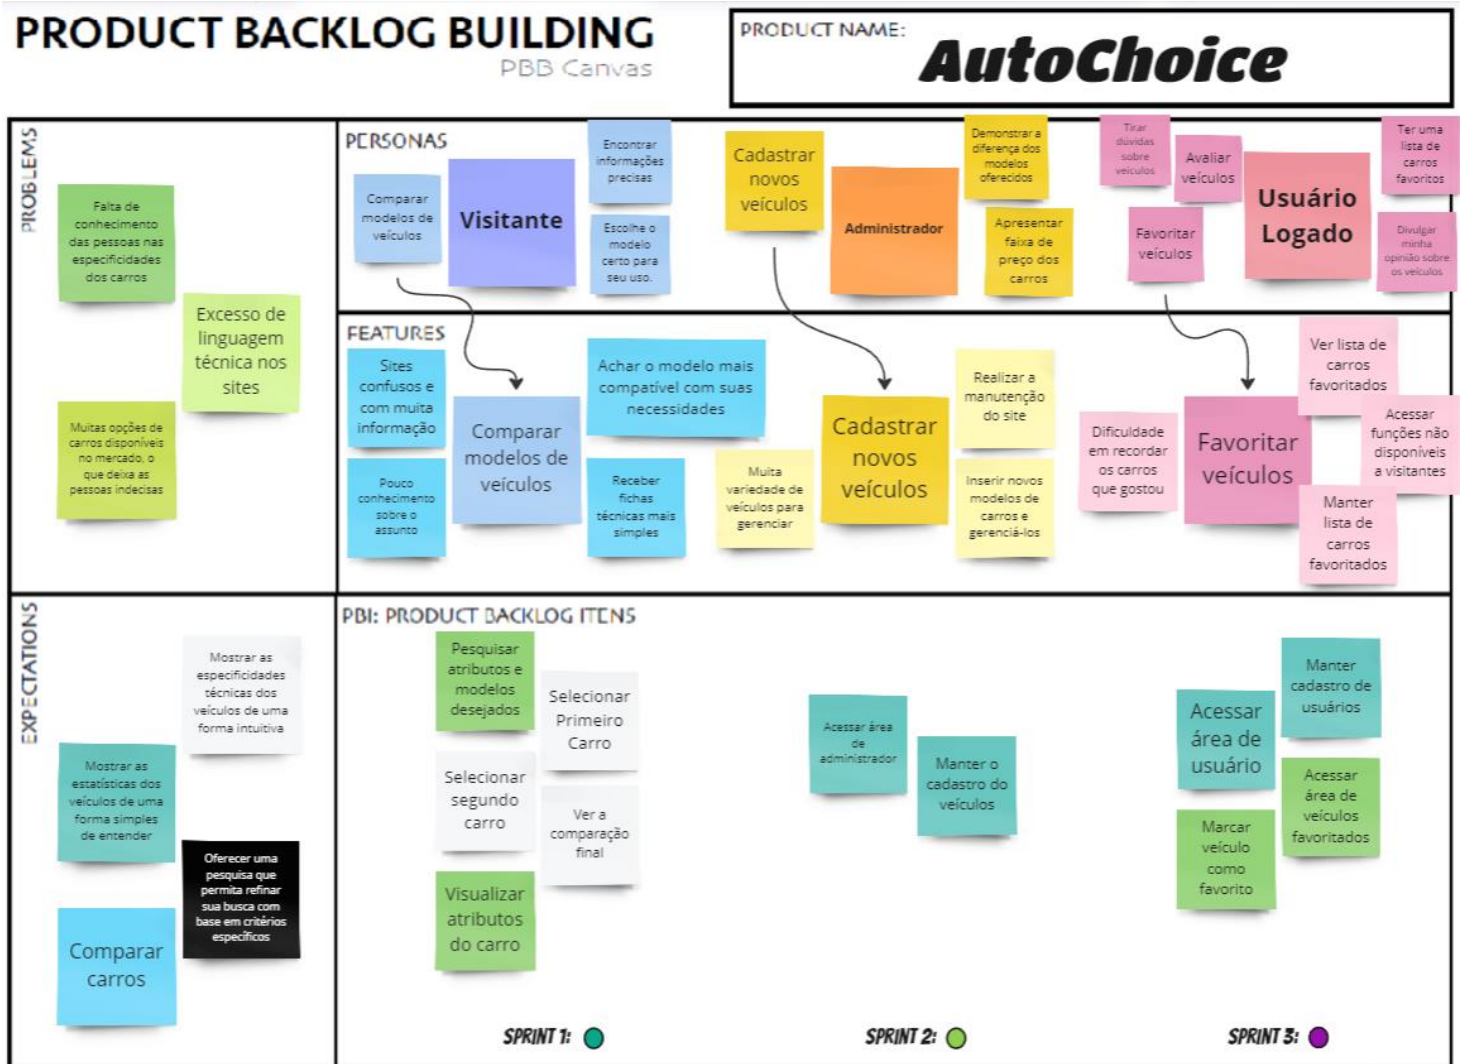 PRODUCT BACKLOG BUILDING
PBB Canvas
PRODUCT NAME:
AutoChoice
PROBLEMS
Falta de
conhecimento
das pessoas nas
especificidades
dos carros
Excesso de
linguagem
técnica nos
sites
Muitas opções de
carros disponíveis
no mercado, o
que deixa as
pessoas indecisas
PERSONAS
Comparar
modelos de
veículos
Visitante
Encontrar
informações
precisas
Escolhe o
modelo
certo para
seu uso.
Cadastrar
novos
veículos
Administrador
Demonstrar a
diferença dos
modelos
oferecidos
Apresentar
faixa de
preço dos
carros
Tirar
dúvidas
sobre
veículos
Avaliar
veículos
Favoritar
veículos
Usuário
Logado
Ter uma
lista de
carros
favoritos
Divulgar
minha
opinião sobre
os veículos
FEATURES
Sites
confusos e
com muita
informação
Pouco
conhecimento
sobre o
assunto
Comparar
modelos de
veículos
Achar o modelo mais
compatível com suas
necessidades
Receber
fichas
técnicas mais
simples
Muita
variedade de
veículos para
gerenciar
Cadastrar
novos
veículos
Realizar a
manutenção
do site
Inserir novos
modelos de
carros e
gerenciá-los
Dificuldade
em recordar
os carros
que gostou
Favoritar
veículos
Ver lista de
carros
favoritados
Acessar
funções não
disponíveis
a visitantes
Manter
lista de
carros
favoritados
EXPECTATIONS
Mostrar as
especificidades
técnicas dos
veículos de uma
forma intuitiva
Mostrar as
estatísticas dos
veículos de uma
forma simples
de entender
Oferecer uma
pesquisa que
permita refinar
sua busca com
base em critérios
específicos
Comparar
carros
PBI: PRODUCT BACKLOG ITENS
Pesquisar
atributos e
modelos
desejados
Selecionar
Primeiro
Carro
Selecionar
segundo
carro
Ver a
comparação
final
Visualizar
atributos
do carro
Acessar área
de
administrador
Manter o
cadastro do
veículos
Manter
cadastro de
usuários
Acessar
área de
usuário
Acessar
área de
veículos
favoritados
Marcar
veículo
como
favorito
SPRINT 1:
SPRINT 2:
SPRINT 3: